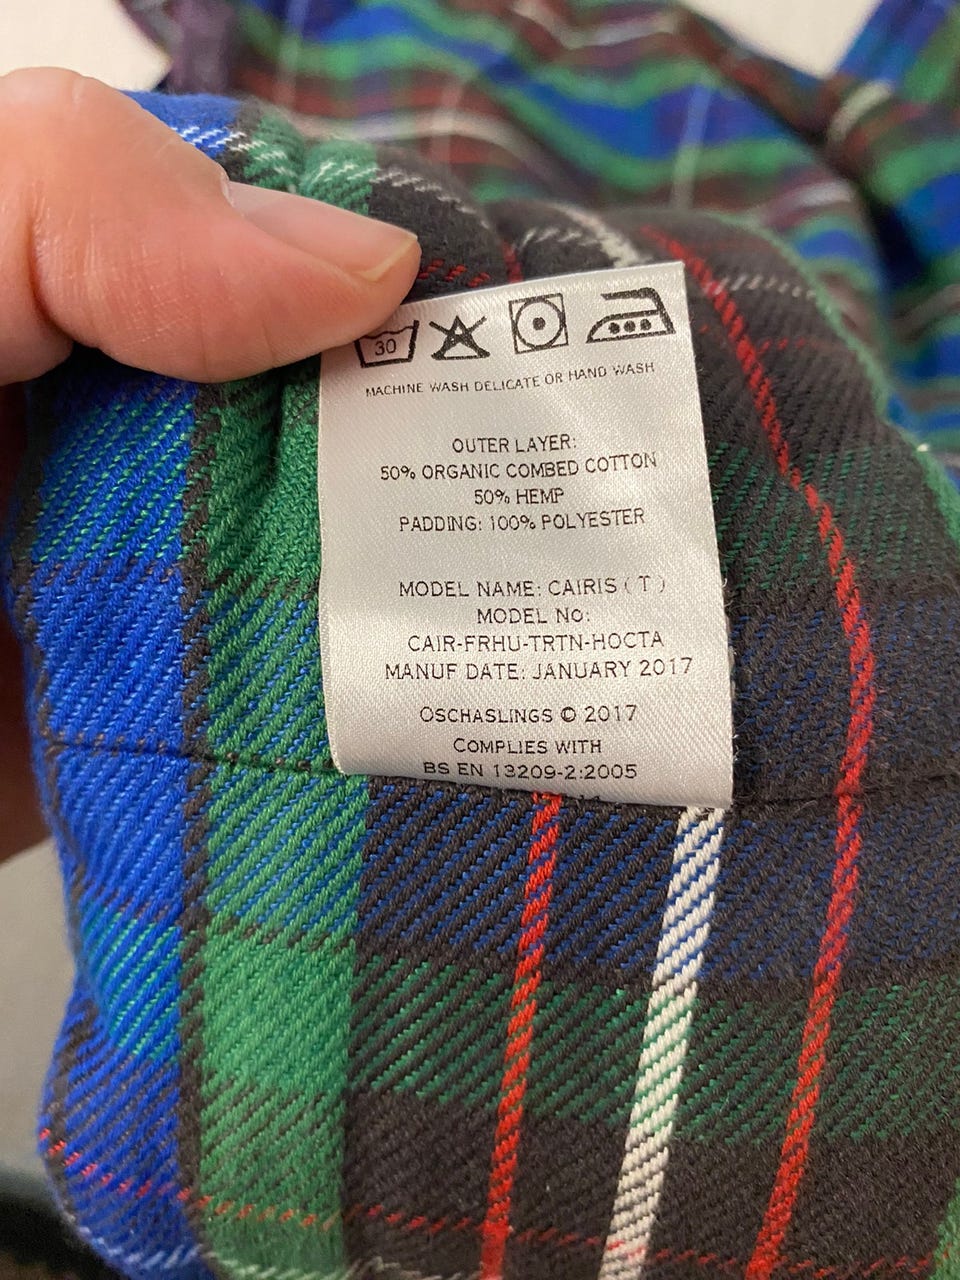 30
MACHINE WASH DELICATE OR HAND WASH
OUTER LAYER:
50% ORGANIC COMBED COTTON
50% HEMP
PADDING: 100% POLYESTER
MODEL NAME: CAIRIS ( T )
MODEL No:
CAIR-FRHU-TRTN-HOCTA
MANUF DATE: JANUARY 2017
OSCHASLINGS © 2017
COMPLIES WITH
BS EN 13209-2:2005